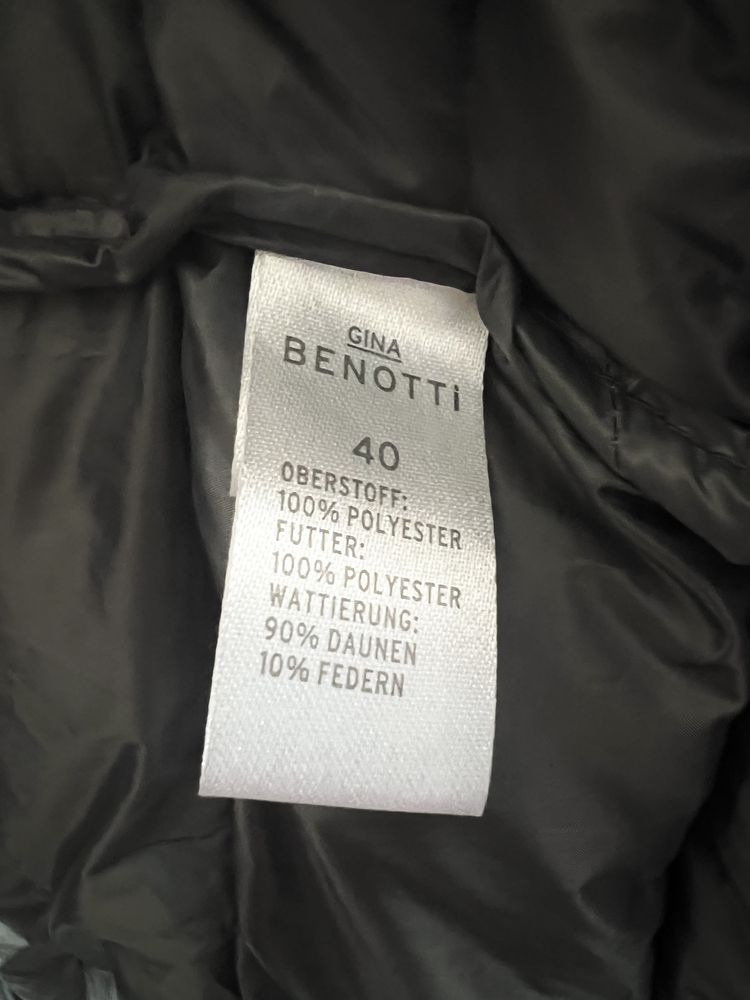 GINA
BENOTTi
40
OBERSTOFF:
100% POLYESTER
FUTTER:
100% POLYESTER
WATTIERUNG:
90% DAUNEN
10% FEDERN